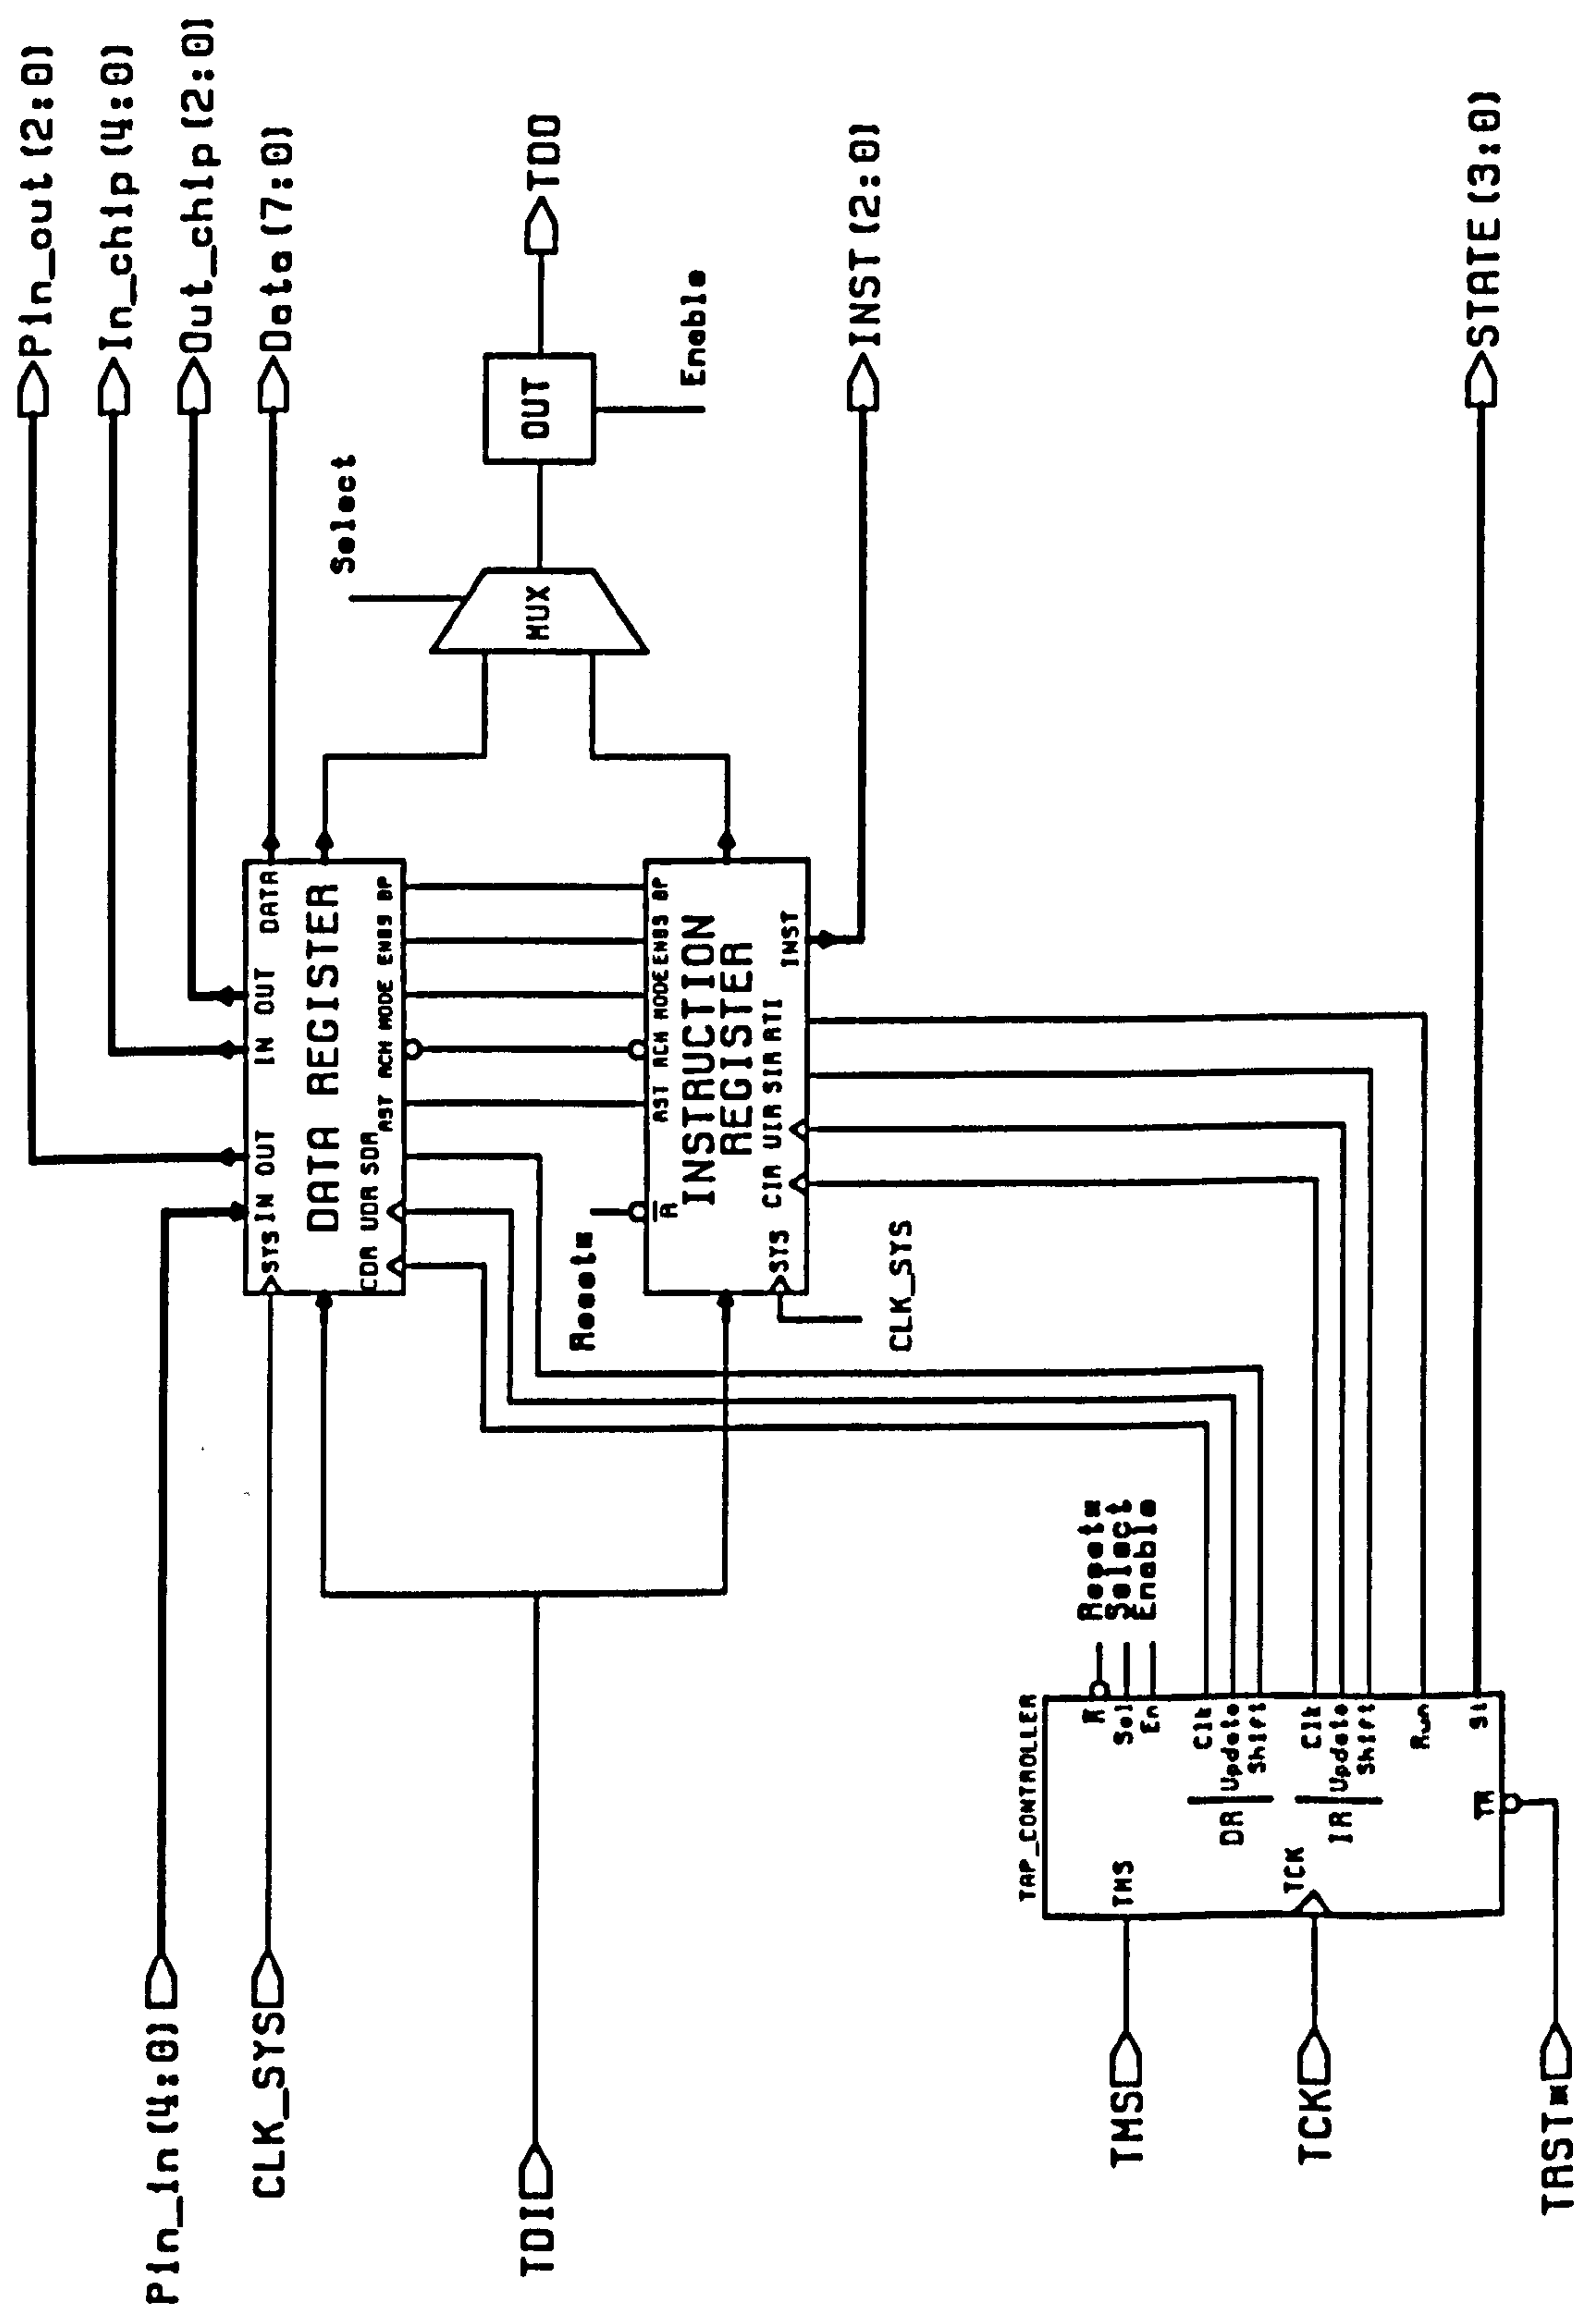 Pin_out(2:0)
In_chip(4:0)
Out_chip(2:0)
Data(7:0)
Pin_in(4:0)
CLK_SYS
SYS IN OUT IN OUT DATA
DATA REGISTER
CDR UDR SDR RST RCM MODE ENBS BP
Select
MUX
OUT
TDO
Enable
TDI
Reset*
R RST RCM MODE ENBS BP
INSTRUCTION
REGISTER
SYS CIR UIR SIR RTI INST
CLK_SYS
INST(2:0)
TAP_CONTROLLER
R
Sel
En
Reset*
Select
Enable
TMS
TMS
DR
Clk
Update
Shift
TCK
TCK
IR
Clk
Update
Shift
Run
St
STATE(3:0)
TR
TRST*